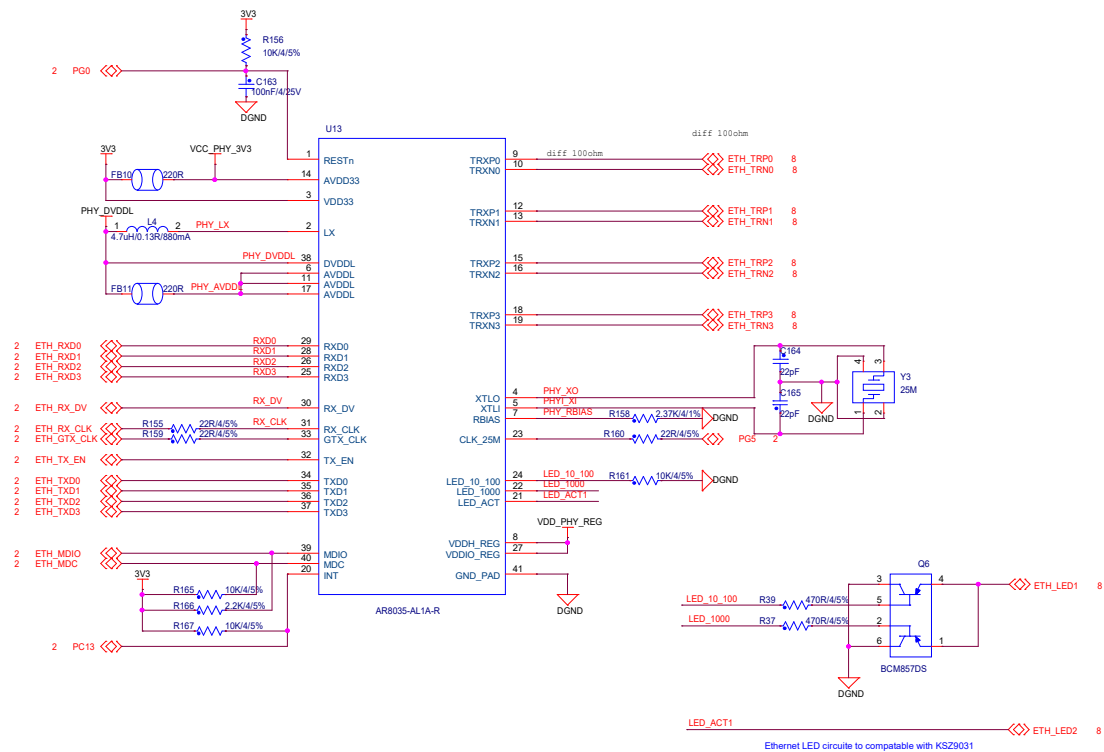 3V3
R156
10K/4/5%
2 PG0
C163
100nF/4/25V
DGND
U13
diff 100ohm
3V3
VCC_PHY_3V3
1 RESTn
TRXP0 9 diff 100ohm ETH_TRP0 8
TRXN0 10 ETH_TRN0 8
FB10 220R 14 AVDD33
3 VDD33
PHY_DVDDL
TRXP1 12 ETH_TRP1 8
TRXN1 13 ETH_TRN1 8
1 L4 2 PHY_LX 2 LX
4.7uH/0.13R/880mA
PHY_DVDDL 38 DVDDL
TRXP2 15 ETH_TRP2 8
TRXN2 16 ETH_TRN2 8
6 AVDDL
11 AVDDL
FB11 220R PHY_AVDDL 17 AVDDL
TRXP3 18 ETH_TRP3 8
TRXN3 19 ETH_TRN3 8
2 ETH_RXD0 RXD0 29 RXD0
2 ETH_RXD1 RXD1 28 RXD1
2 ETH_RXD2 RXD2 26 RXD2
2 ETH_RXD3 RXD3 25 RXD3
C164
22pF
4 3
Y3
25M
1 2
C165
22pF
DGND
XTLO 4 PHY_XO
XTLI 5 PHYI_XI
RBIAS 7 PHY_RBIAS R158 2.37K/4/1% DGND
2 ETH_RX_DV RX_DV 30 RX_DV
2 ETH_RX_CLK R155 22R/4/5% RX_CLK 31 RX_CLK
2 ETH_GTX_CLK R159 22R/4/5% 33 GTX_CLK
CLK_25M 23 R160 22R/4/5% PG5 2
2 ETH_TX_EN 32 TX_EN
2 ETH_TXD0 34 TXD0
2 ETH_TXD1 35 TXD1
2 ETH_TXD2 36 TXD2
2 ETH_TXD3 37 TXD3
LED_10_100 24 LED_10_100 R161 10K/4/5% DGND
LED_1000 22 LED_1000
LED_ACT 21 LED_ACT1
VDD_PHY_REG
VDDH_REG 8
VDDIO_REG 27
2 ETH_MDIO 39 MDIO
2 ETH_MDC 40 MDC
20 INT
GND_PAD 41
DGND
3V3
R165 10K/4/5%
R166 2.2K/4/5%
R167 10K/4/5%
2 PC13
AR8035-AL1A-R
Q6
3 4 ETH_LED1 8
LED_10_100 R39 470R/4/5% 5
LED_1000 R37 470R/4/5% 2
6 1
BCM857DS
DGND
LED_ACT1 ETH_LED2 8
Ethernet LED circuite to compatable with KSZ9031